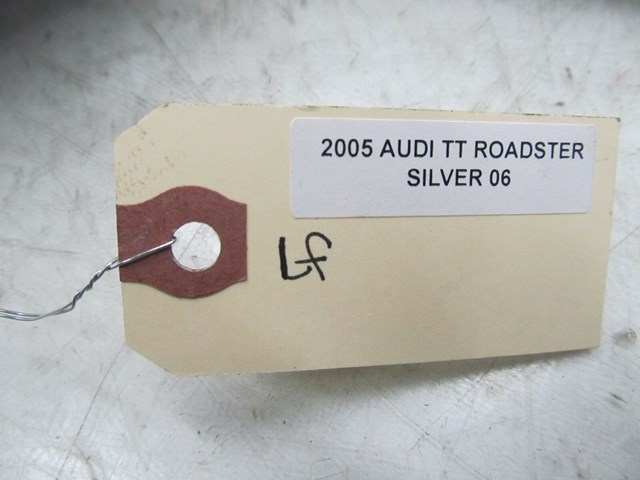 2005 AUDI TT ROADSTER
SILVER 06
LF